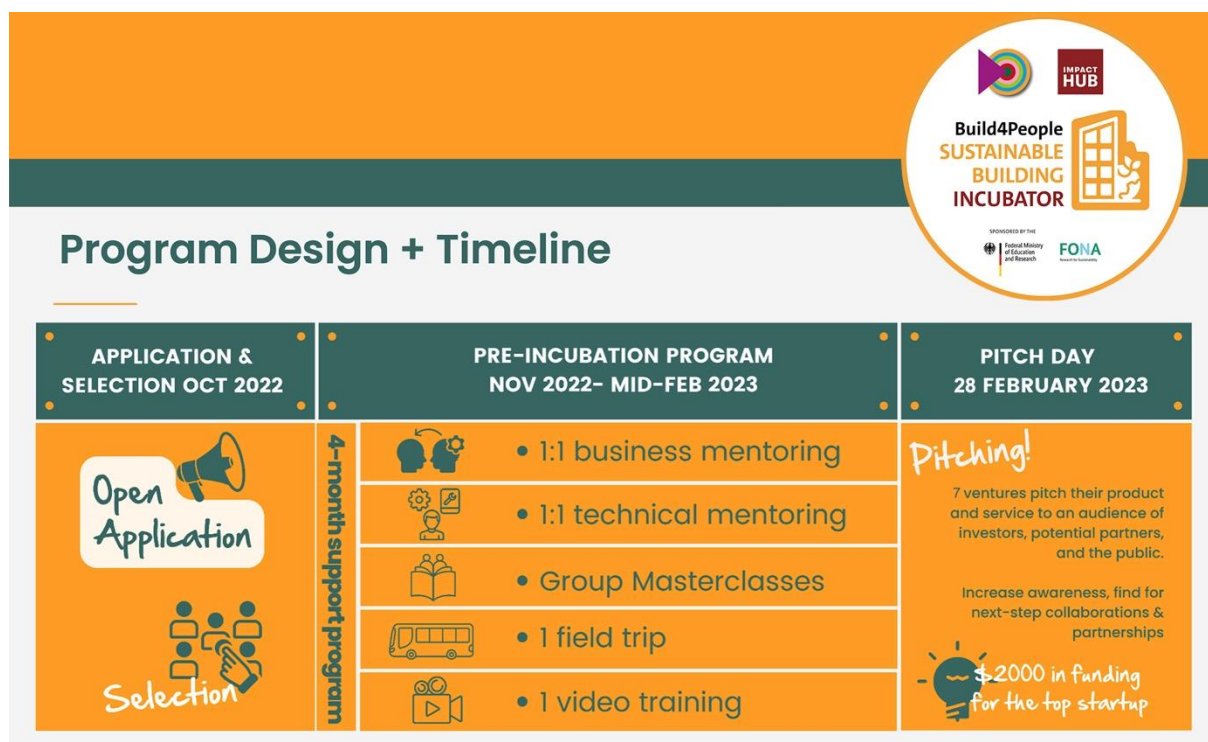 IMPACT
HUB
Build4People
SUSTAINABLE
BUILDING
INCUBATOR
SPONSORED BY THE
Federal Ministry
of Education
and Research
FONA
Research for Sustainability
Program Design + Timeline
APPLICATION &
SELECTION OCT 2022
PRE-INCUBATION PROGRAM
NOV 2022- MID-FEB 2023
PITCH DAY
28 FEBRUARY 2023
Open
Application
Selection
4-month support program
• 1:1 business mentoring
• 1:1 technical mentoring
• Group Masterclasses
• 1 field trip
• 1 video training
Pitching!
7 ventures pitch their product
and service to an audience of
investors, potential partners,
and the public.
Increase awareness, find for
next-step collaborations &
partnerships
$2000 in funding
for the top startup